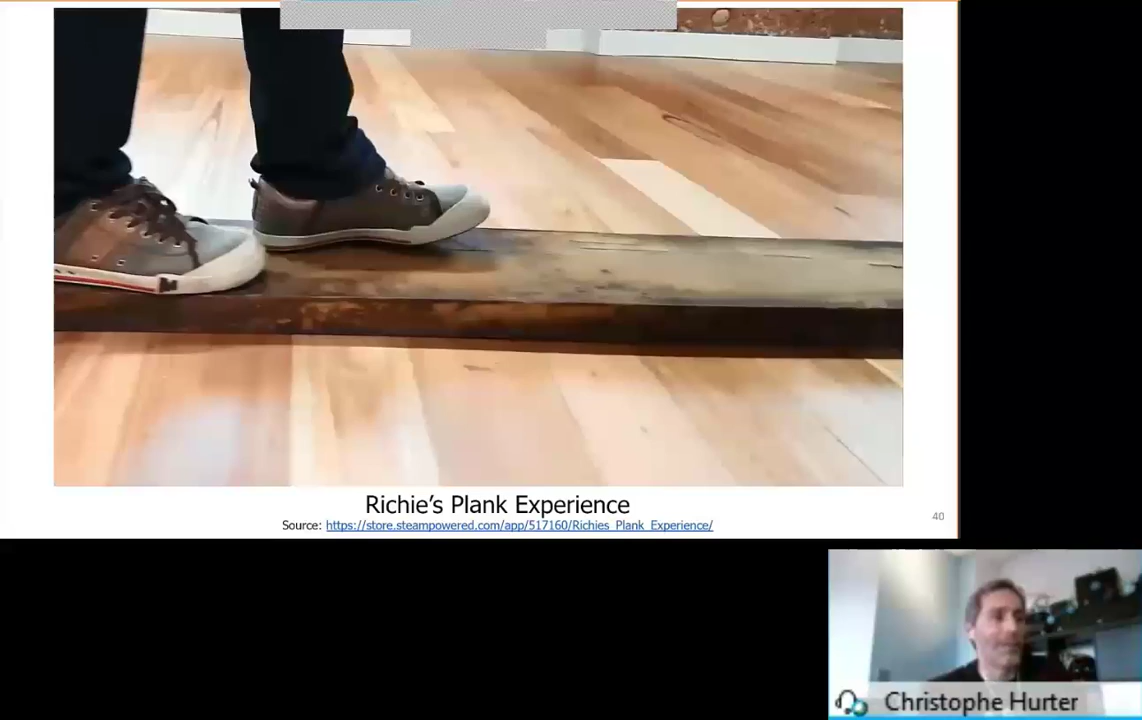 Richie's Plank Experience
Source: https://store.steampowered.com/app/517160/Richies_Plank_Experience/
40
Christophe Hurter